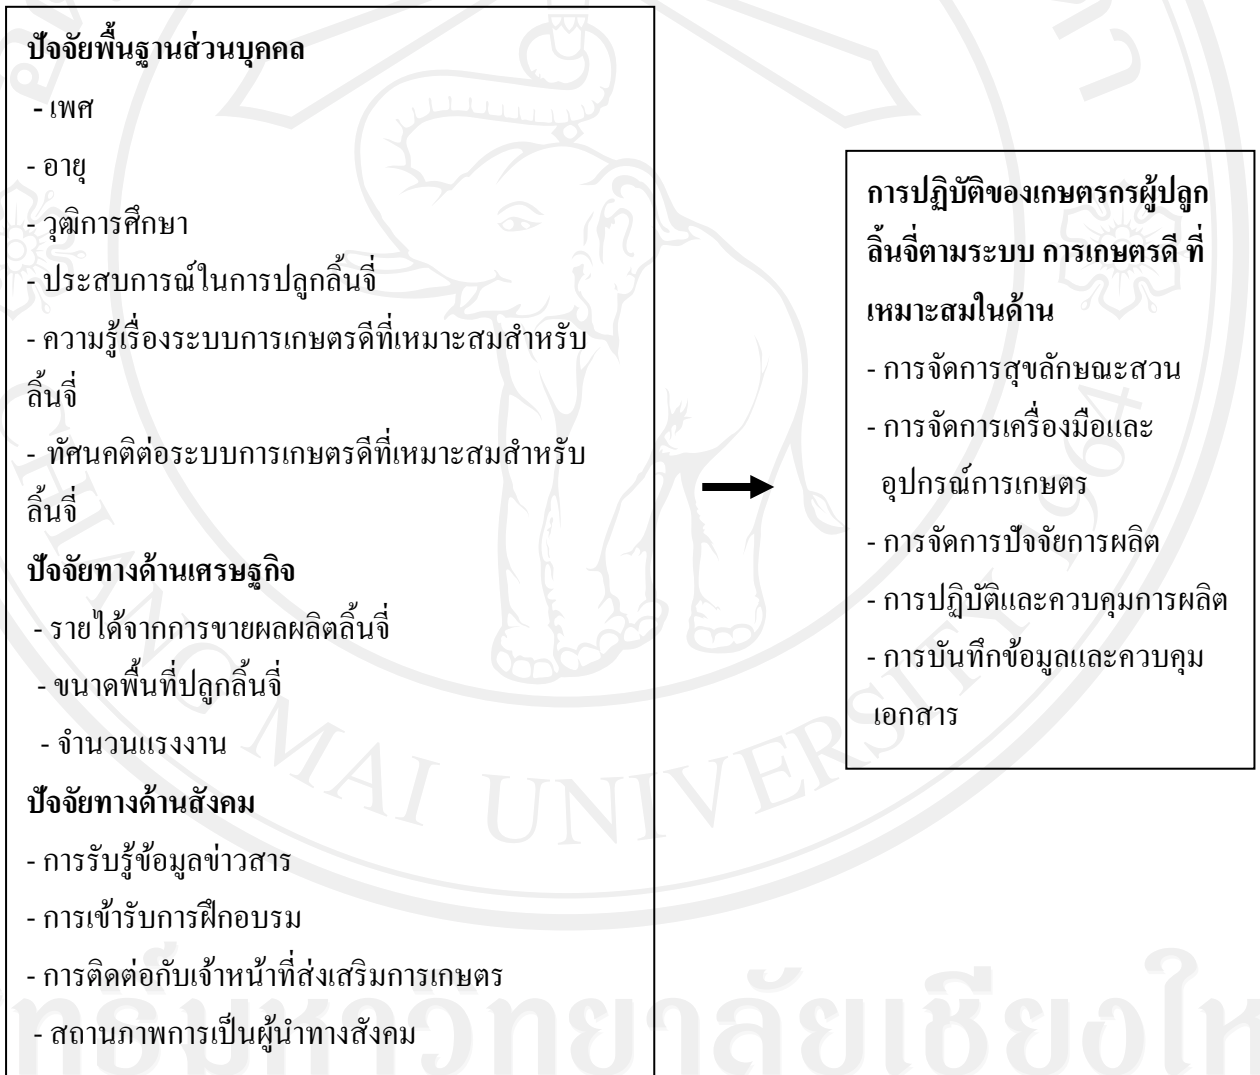 ปัจจัยพื้นฐานส่วนบุคคล
- เพศ
- อายุ
- วุฒิการศึกษา
- ประสบการณ์ในการปลูกลิ้นจี่
- ความรู้เรื่องระบบการเกษตรดีที่เหมาะสมสำหรับ
ลิ้นจี่
- ทัศนคติต่อระบบการเกษตรดีที่เหมาะสมสำหรับ
ลิ้นจี่
ปัจจัยทางด้านเศรษฐกิจ
- รายได้จากการขายผลผลิตลิ้นจี่
- ขนาดพื้นที่ปลูกลิ้นจี่
- จำนวนแรงงาน
ปัจจัยทางด้านสังคม
- การรับรู้ข้อมูลข่าวสาร
- การเข้ารับการฝึกอบรม
- การติดต่อกับเจ้าหน้าที่ส่งเสริมการเกษตร
- สถานภาพการเป็นผู้นำทางสังคม
การปฏิบัติของเกษตรกรผู้ปลูก
ลิ้นจี่ตามระบบ การเกษตรดี ที่
เหมาะสมในด้าน
- การจัดการสุขลักษณะสวน
- การจัดการเครื่องมือและ
อุปกรณ์การเกษตร
- การจัดการปัจจัยการผลิต
- การปฏิบัติและควบคุมการผลิต
- การบันทึกข้อมูลและควบคุม
เอกสาร
CHIANG MAI UNIVERSITY 1964
ทธิ์มหาวิทยาลัยเชียงให